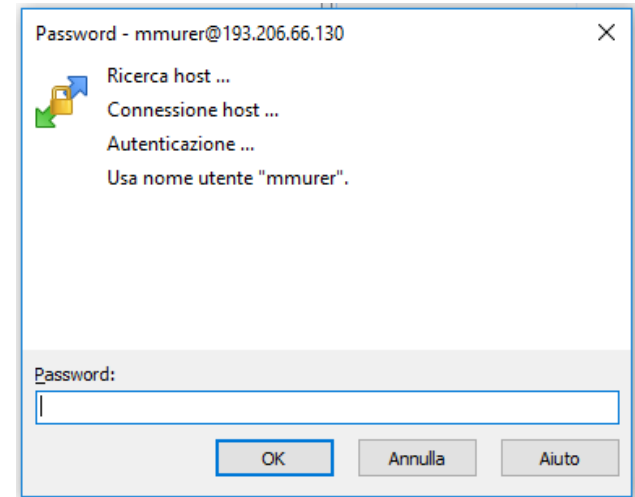 Password - mmurer@193.206.66.130
Ricerca host ...
Connessione host ...
Autenticazione ...
Usa nome utente "mmurer".
Password:
OK Annulla Aiuto